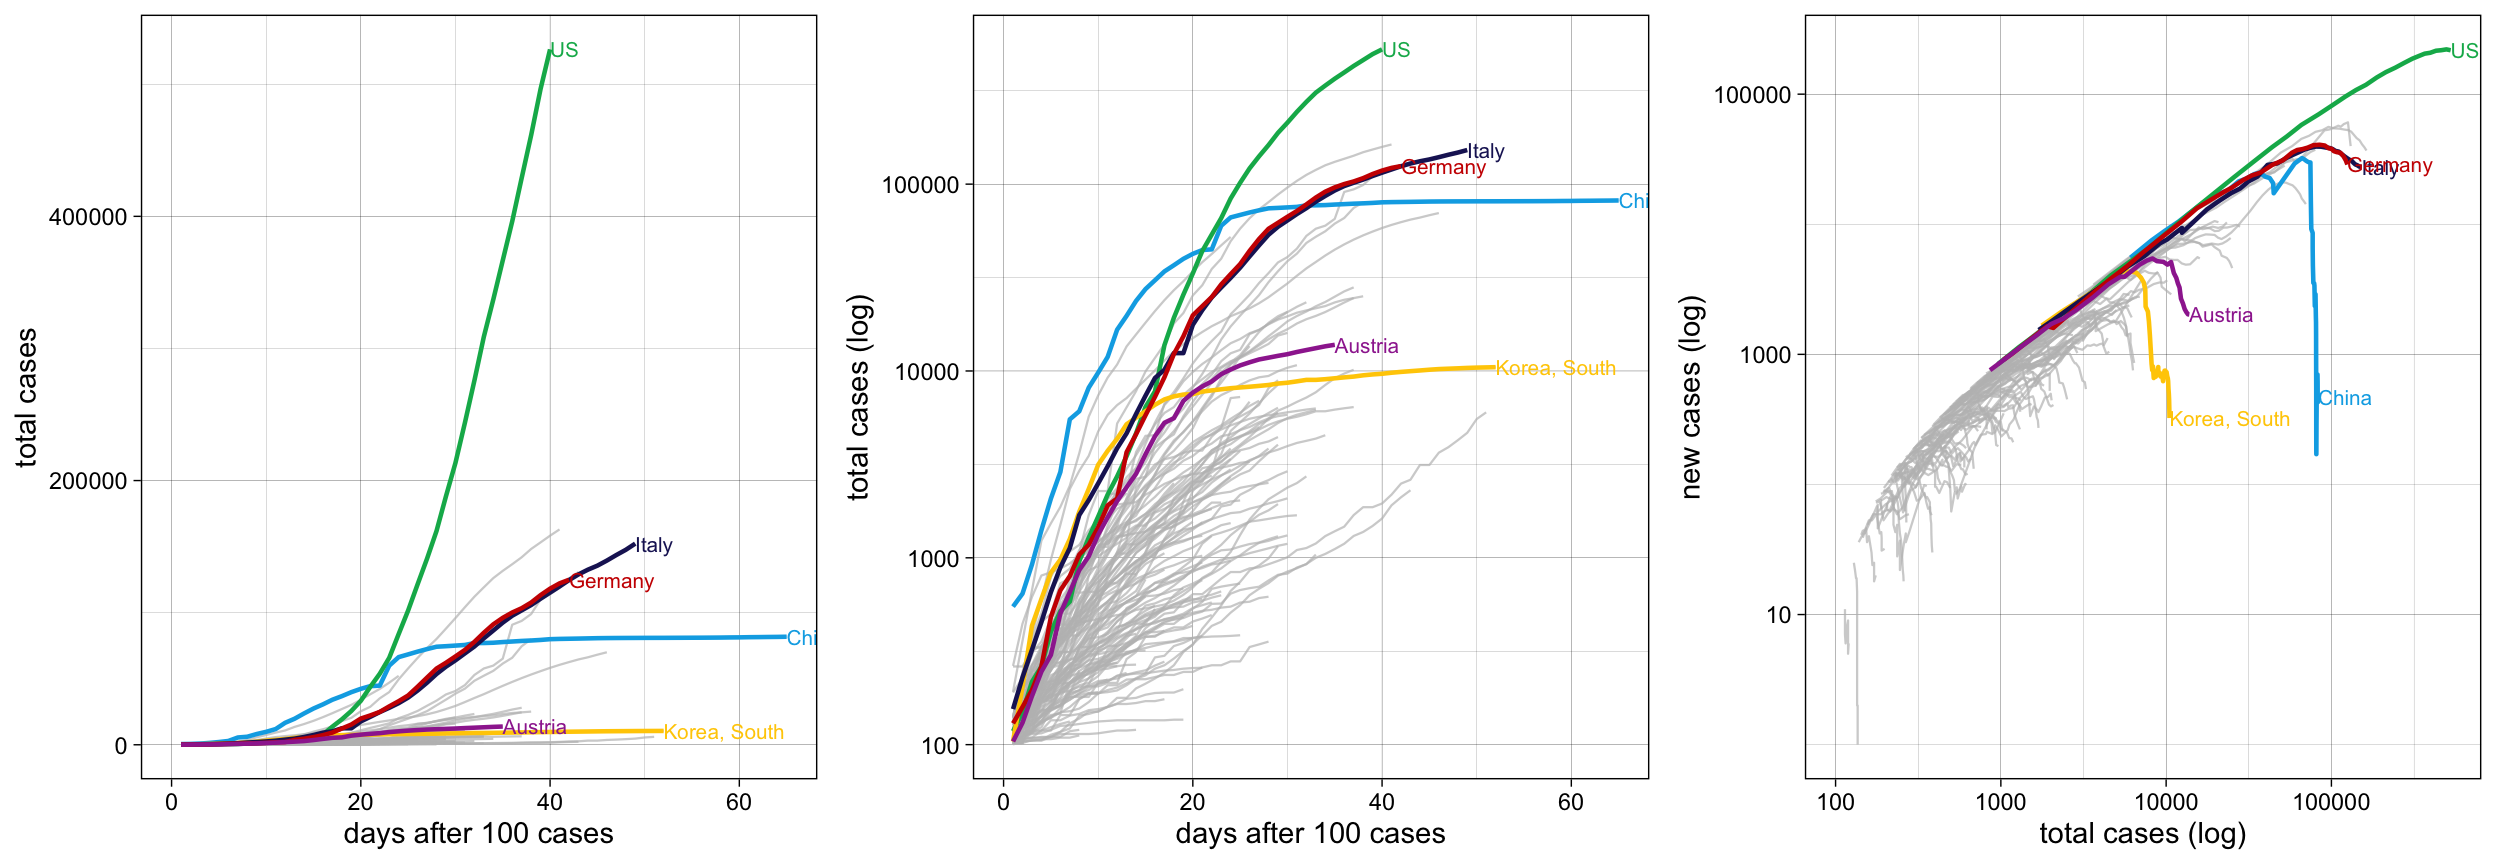 total cases
400000
200000
0
US
Italy
Germany
Chi
Austria
Korea, South
0
20
40
60
days after 100 cases
total cases (log)
100000
10000
1000
100
US
Italy
Germany
Chi
Austria
Korea, South
0
20
40
60
days after 100 cases
new cases (log)
100000
1000
10
US
Germany
Italy
Austria
China
Korea, South
100
1000
10000
100000
total cases (log)